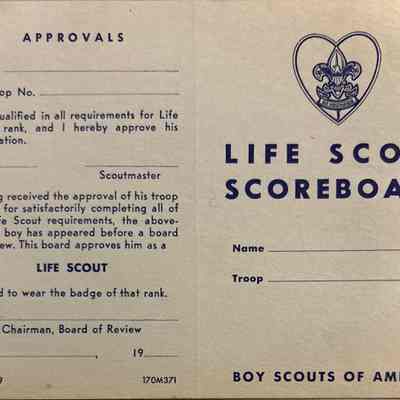 APPROVALS
op No.
ualified in all requirements for Life
rank, and I hereby approve his
ation.
Scoutmaster
g received the approval of his troop
for satisfactorily completing all of
fe Scout requirements, the above-
boy has appeared before a board
ew. This board approves him as a
LIFE SCOUT
d to wear the badge of that rank.
Chairman, Board of Review
, 19
9
170M371
LIFE SCO
SCOREBOA
Name
Troop
BOY SCOUTS OF AM